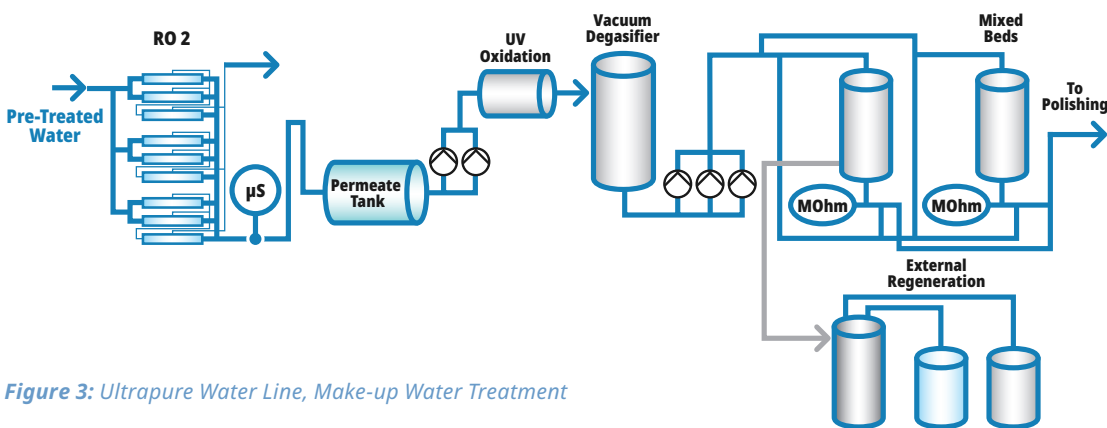 RO 2
Pre-Treated
Water
µS
Permeate
Tank
UV
Oxidation
Vacuum
Degasifier
Mixed
Beds
To
Polishing
MOhm
MOhm
External
Regeneration
Figure 3: Ultrapure Water Line, Make-up Water Treatment